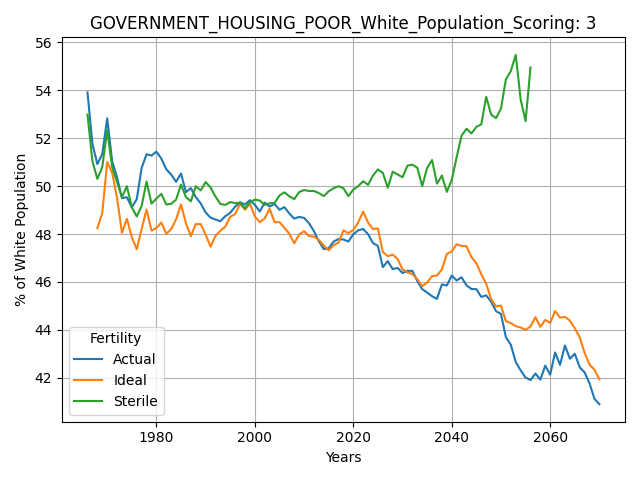 GOVERNMENT_HOUSING_POOR_White_Population_Scoring: 3
% of White Population
56
54
52
50
48
46
44
42
Fertility
Actual
Ideal
Sterile
1980
2000
2020
2040
2060
Years